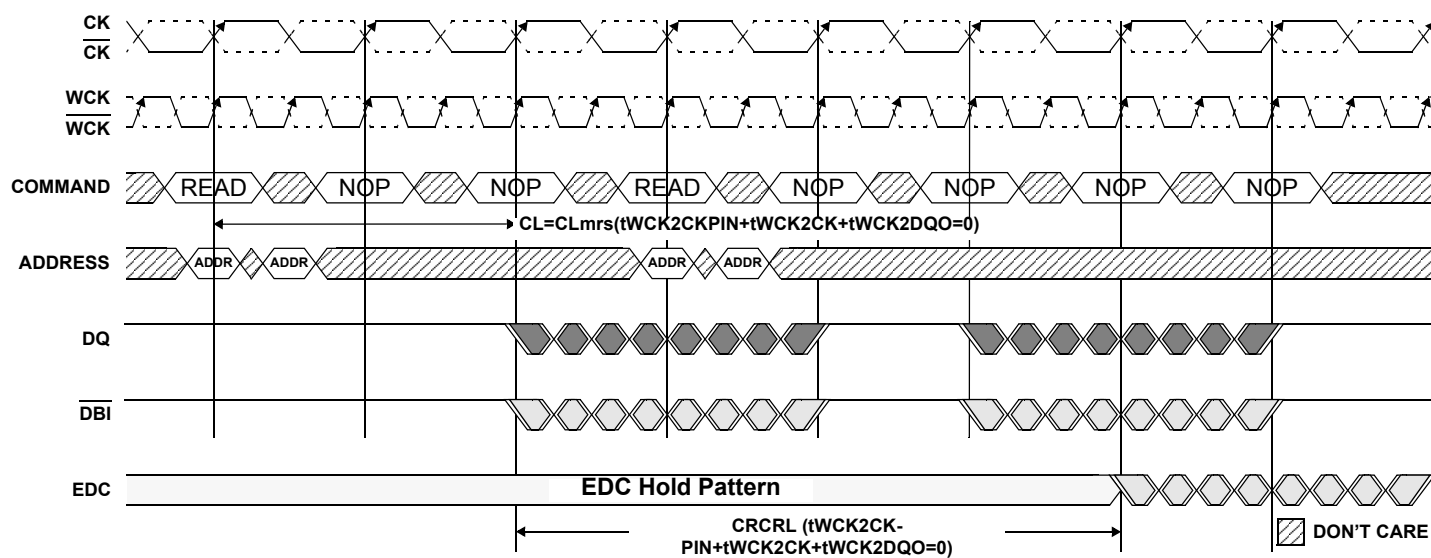 CK
CK
WCK
WCK
COMMAND READ NOP NOP READ NOP NOP NOP NOP
CL=CLmrs(tWCK2CKPIN+tWCK2CK+tWCK2DQO=0)
ADDRESS ADDR ADDR ADDR ADDR
DQ
DBI
EDC EDC Hold Pattern
CRCRL (tWCK2CK-
PIN+tWCK2CK+tWCK2DQO=0)
DON'T CARE